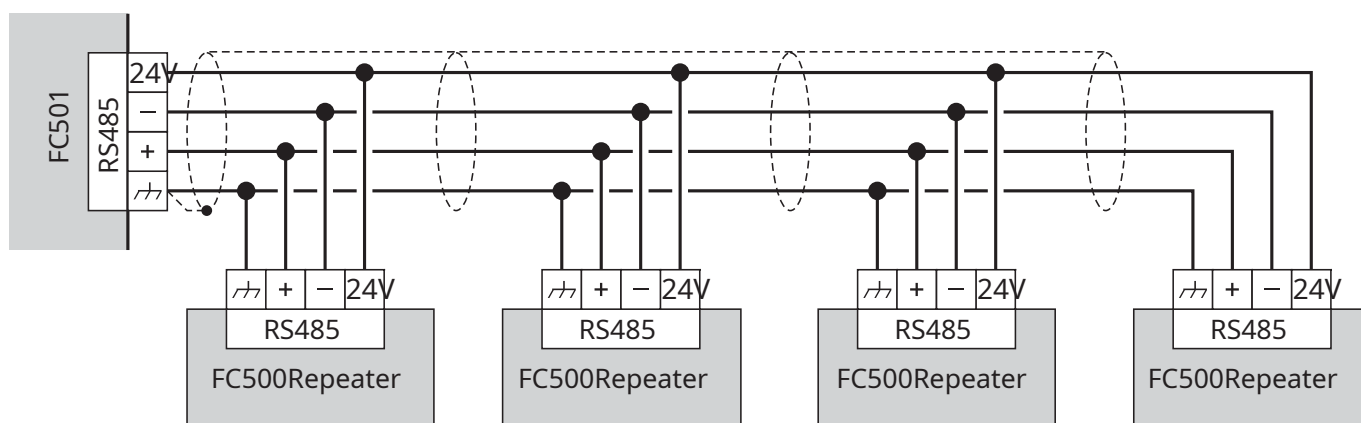 FC501
RS485
24V
−
+
+ − 24V
RS485
FC500Repeater
+ − 24V
RS485
FC500Repeater
+ − 24V
RS485
FC500Repeater
+ − 24V
RS485
FC500Repeater